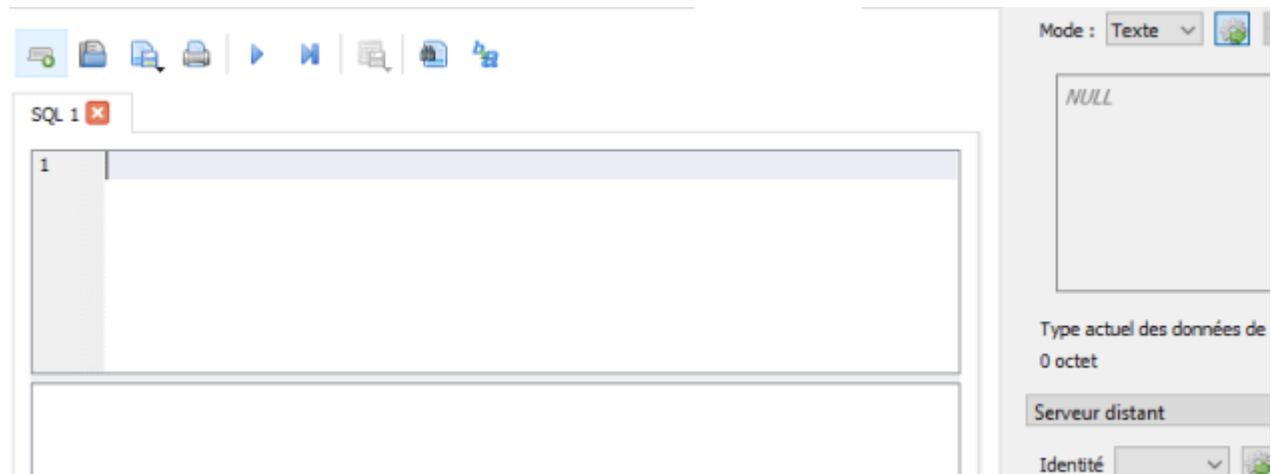 SQL 1
1
Mode : Texte
NULL
Type actuel des données de
0 octet
Serveur distant
Identité